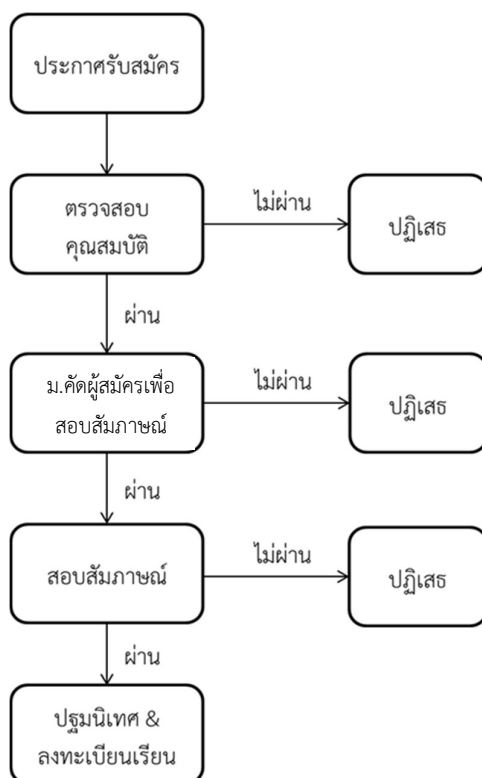 ประกาศรับสมัคร
ตรวจสอบ
คุณสมบัติ
ไม่ผ่าน
ปฏิเสธ
ผ่าน
ม.คัดผู้สมัครเพื่อ
สอบสัมภาษณ์
ไม่ผ่าน
ปฏิเสธ
ผ่าน
สอบสัมภาษณ์
ไม่ผ่าน
ปฏิเสธ
ผ่าน
ปฐมนิเทศ &
ลงทะเบียนเรียน